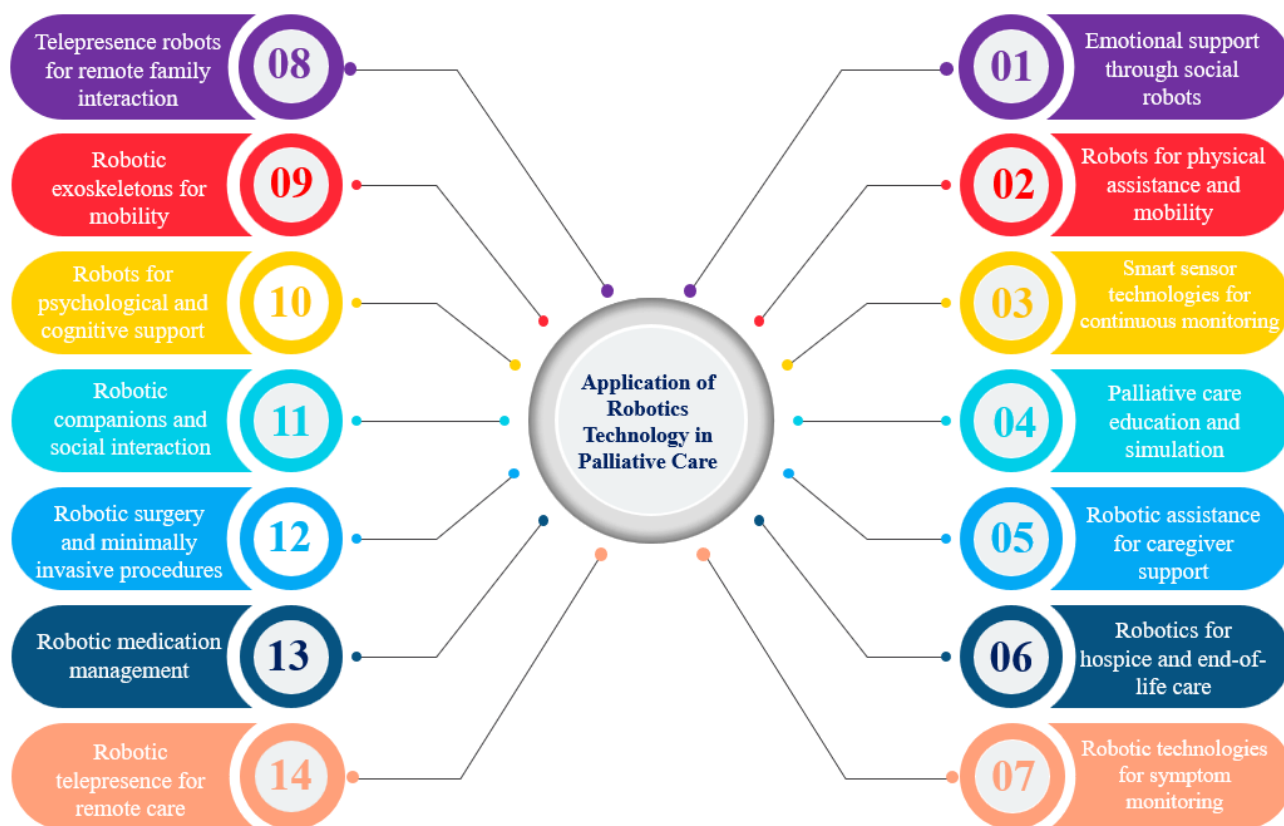 Application of
Robotics
Technology in
Palliative Care
01
Emotional support
through social
robots
02
Robots for physical
assistance and
mobility
03
Smart sensor
technologies for
continuous monitoring
04
Palliative care
education and
simulation
05
Robotic assistance
for caregiver
support
06
Robotics for
hospice and end-of-
life care
07
Robotic technologies
for symptom
monitoring
08
Telepresence robots
for remote family
interaction
09
Robotic
exoskeletons for
mobility
10
Robots for
psychological and
cognitive support
11
Robotic
companions and
social interaction
12
Robotic surgery
and minimally
invasive procedures
13
Robotic medication
management
14
Robotic
telepresence for
remote care